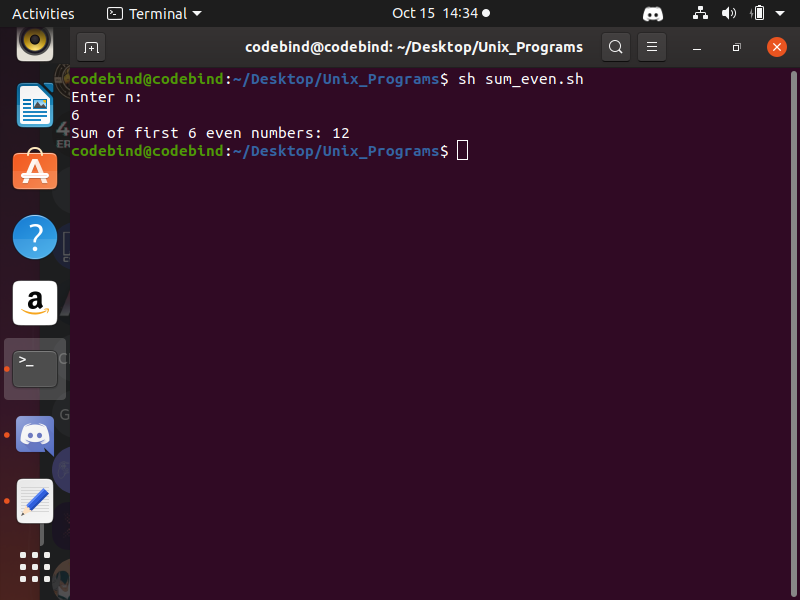 Activities
Terminal
Oct 15 14:34
codebind@codebind: ~/Desktop/Unix_Programs
codebind@codebind:~/Desktop/Unix_Programs$ sh sum_even.sh
Enter n:
6
Sum of first 6 even numbers: 12
codebind@codebind:~/Desktop/Unix_Programs$